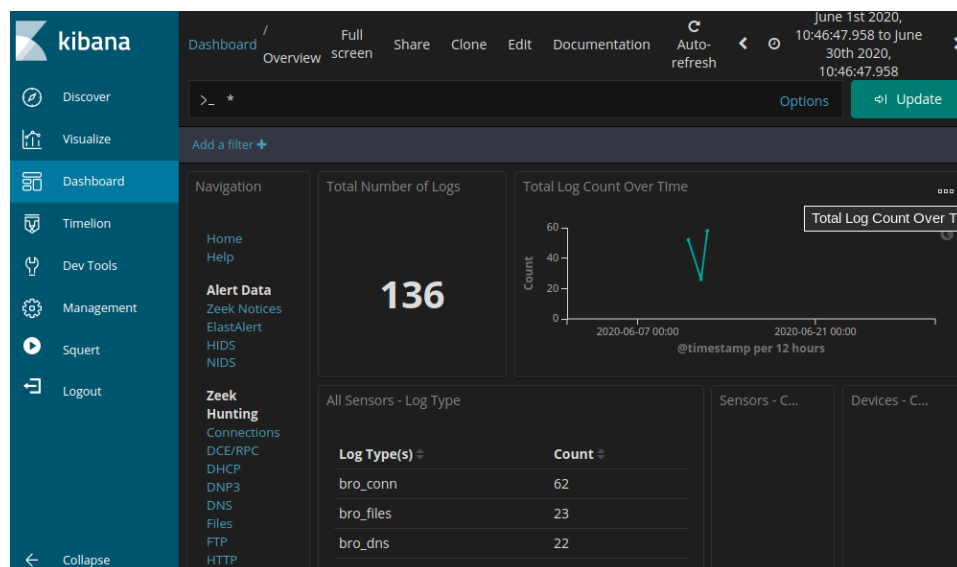 kibana
Discover
Visualize
Dashboard
Timelion
Dev Tools
Management
Squert
Logout
Collapse
Dashboard / Overview
Full screen
Share
Clone
Edit
Documentation
Auto-refresh
June 1st 2020,
10:46:47.958 to June
30th 2020,
10:46:47.958
>_ *
Options
Update
Add a filter +
Navigation
Home
Help
Alert Data
Zeek Notices
ElastAlert
HIDS
NIDS
Zeek
Hunting
Connections
DCE/RPC
DHCP
DNP3
DNS
Files
FTP
HTTP
Total Number of Logs
136
Total Log Count Over TIme
Total Log Count Over T
60
40
20
0
Count
2020-06-07 00:00
2020-06-21 00:00
@timestamp per 12 hours
All Sensors - Log Type
Log Type(s) Count
bro_conn 62
bro_files 23
bro_dns 22
Sensors - C...
Devices - C...